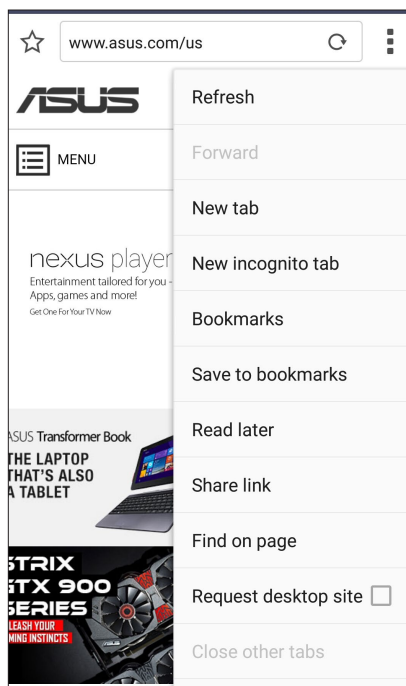 www.asus.com/us
ASUS
MENU
nexus player
Entertainment tailored for you -
Apps, games and more!
Get One For Your TV Now
ASUS Transformer Book
THE LAPTOP
THAT'S ALSO
A TABLET
STRIX
GTX 900
SERIES
LEASH YOUR
MING INSTINCTS
Refresh
Forward
New tab
New incognito tab
Bookmarks
Save to bookmarks
Read later
Share link
Find on page
Request desktop site
Close other tabs